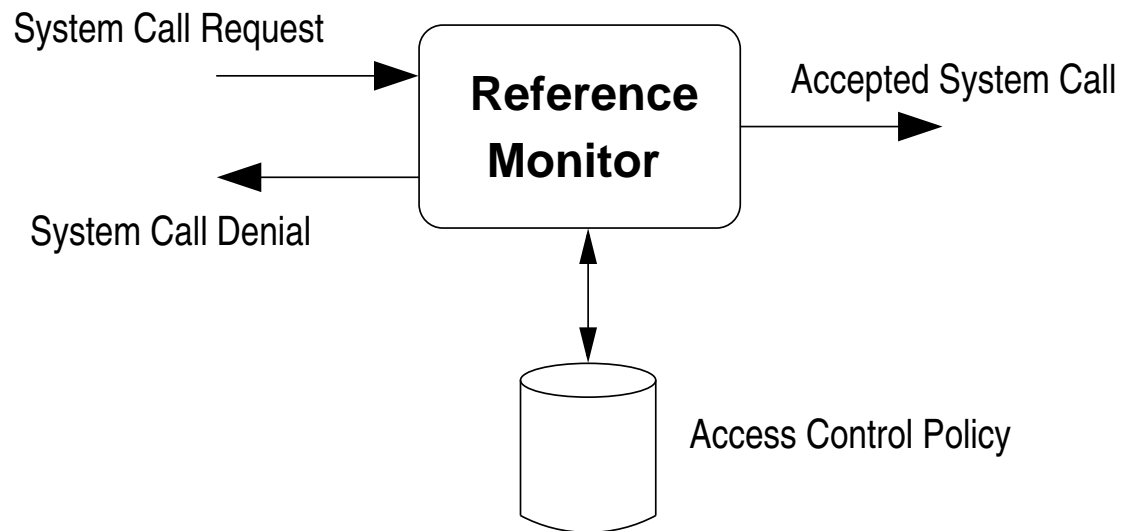 System Call Request
Reference
Monitor
Accepted System Call
System Call Denial
Access Control Policy